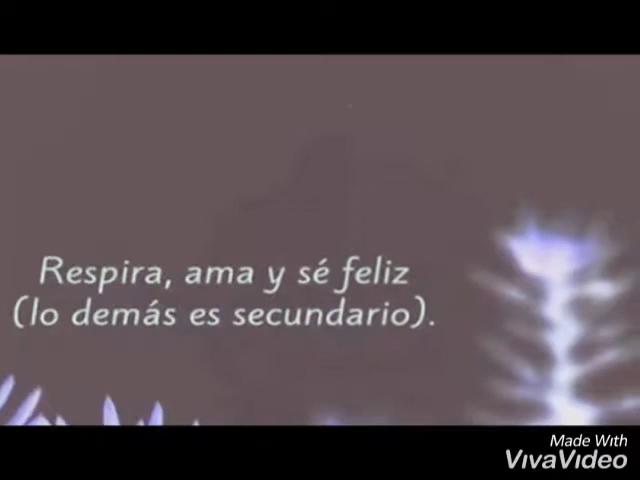 Respira, ama y sé feliz
(lo demás es secundario).
Made With
VivaVideo